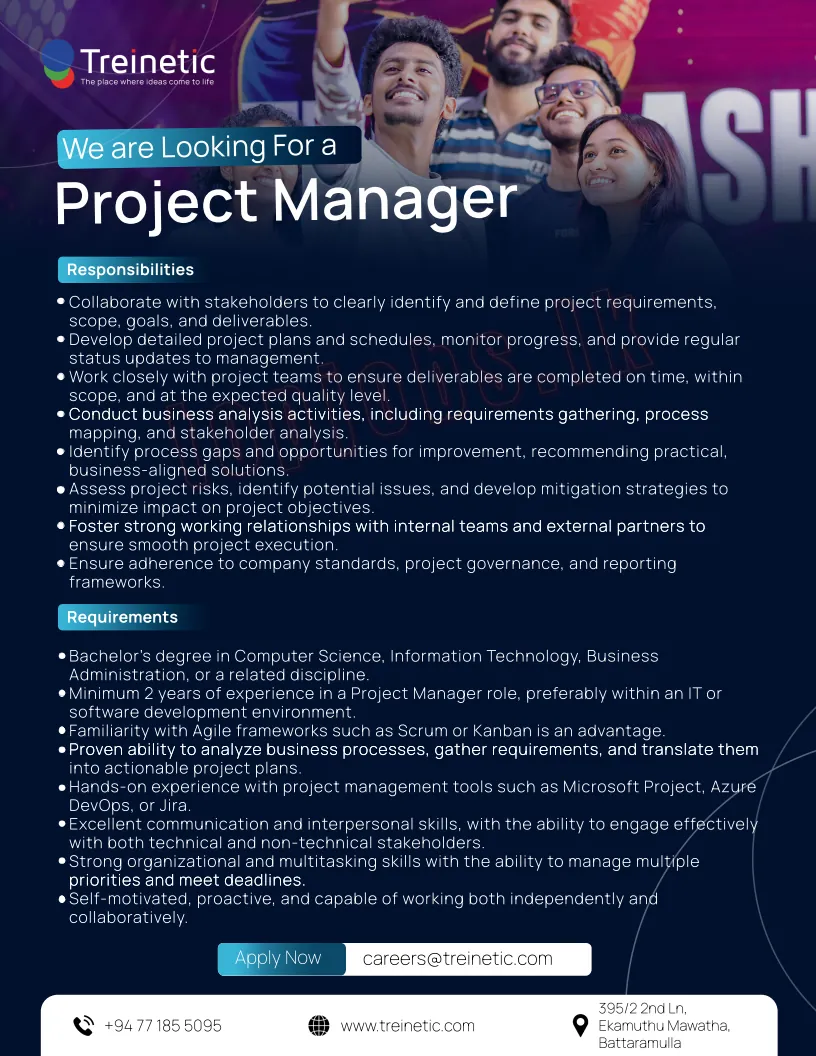 Treinetic
The place where ideas come to life
ASH
We are Looking For a
Project Manager
Responsibilities
Collaborate with stakeholders to clearly identify and define project requirements,
scope, goals, and deliverables.
Develop detailed project plans and schedules, monitor progress, and provide regular
status updates to management.
Work closely with project teams to ensure deliverables are completed on time, within
scope, and at the expected quality level.
Conduct business analysis activities, including requirements gathering, process
mapping, and stakeholder analysis.
Identify process gaps and opportunities for improvement, recommending practical,
business-aligned solutions.
Assess project risks, identify potential issues, and develop mitigation strategies to
minimize impact on project objectives.
Foster strong working relationships with internal teams and external partners to
ensure smooth project execution.
Ensure adherence to company standards, project governance, and reporting
frameworks.
Requirements
Bachelor's degree in Computer Science, Information Technology, Business
Administration, or a related discipline.
Minimum 2 years of experience in a Project Manager role, preferably within an IT or
software development environment.
Familiarity with Agile frameworks such as Scrum or Kanban is an advantage.
Proven ability to analyze business processes, gather requirements, and translate them
into actionable project plans.
Hands-on experience with project management tools such as Microsoft Project, Azure
DevOps, or Jira.
Excellent communication and interpersonal skills, with the ability to engage effectively
with both technical and non-technical stakeholders.
Strong organizational and multitasking skills with the ability to manage multiple
priorities and meet deadlines.
Self-motivated, proactive, and capable of working both independently and
collaboratively.
Apply Now careers@treinetic.com
+94 77 185 5095
www.treinetic.com
395/2 2nd Ln,
Ekamuthu Mawatha,
Battaramulla